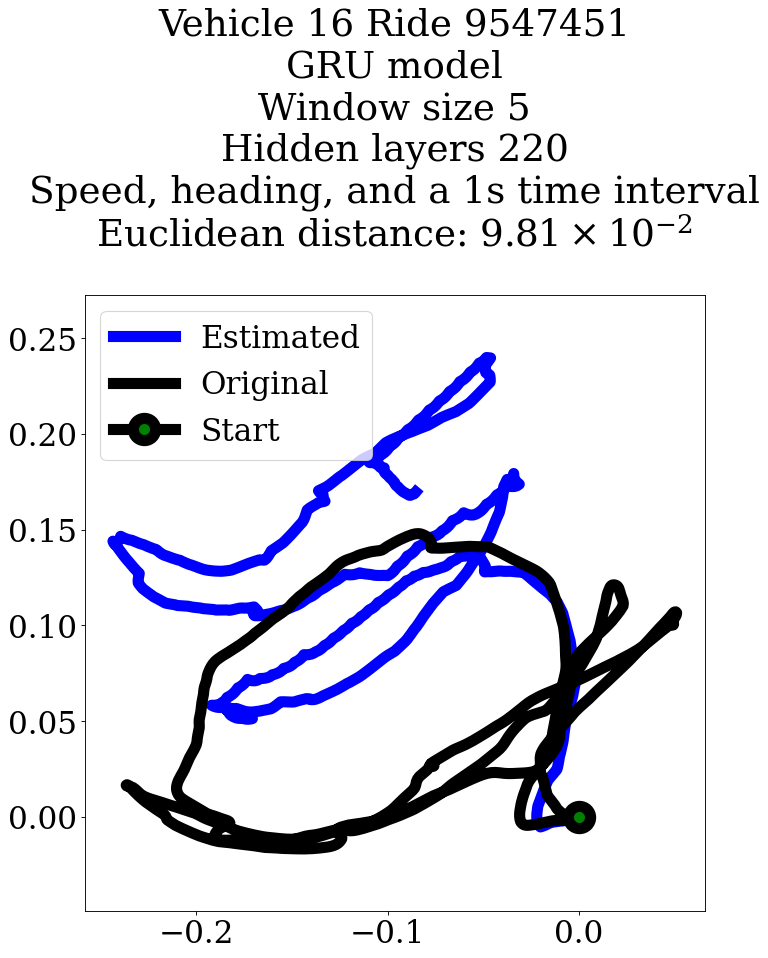 Vehicle 16 Ride 9547451
GRU model
Window size 5
Hidden layers 220
Speed, heading, and a 1s time interval
Euclidean distance: 9.81 × 10⁻²
Estimated
Original
Start
0.25
0.20
0.15
0.10
0.05
0.00
−0.2 −0.1 0.0